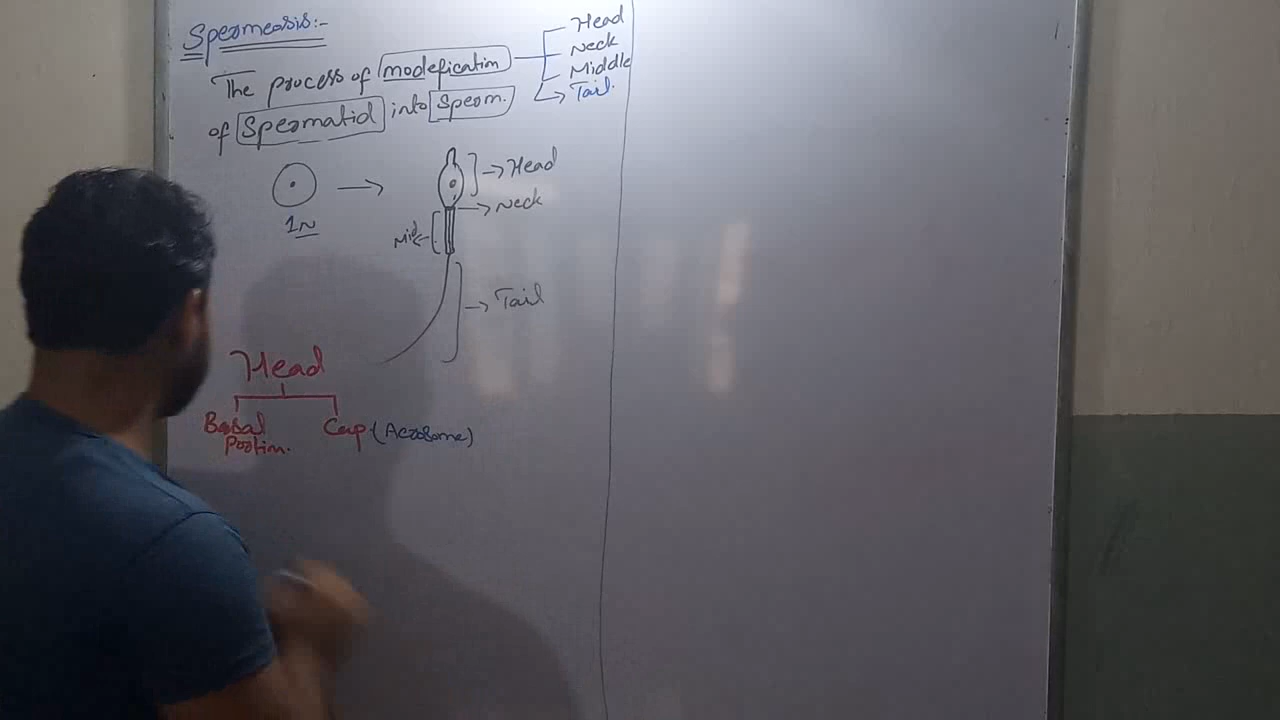 Spermeosis:-
The process of modefication
of Spermatid into Sperm.
Head
Neck
Middle
Tail.
1N
Head
Neck
Mid
Tail
Head
Basal
Portion.
Cap (Acrosome)